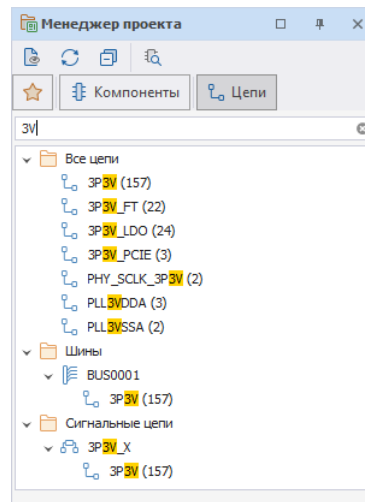 Менеджер проекта
Компоненты
Цепи
3V
Все цепи
3P3V (157)
3P3V_FT (22)
3P3V_LDO (24)
3P3V_PCIE (3)
PHY_SCLK_3P3V (2)
PLL3VDDA (3)
PLL3VSSA (2)
Шины
BUS0001
3P3V (157)
Сигнальные цепи
3P3V_X
3P3V (157)